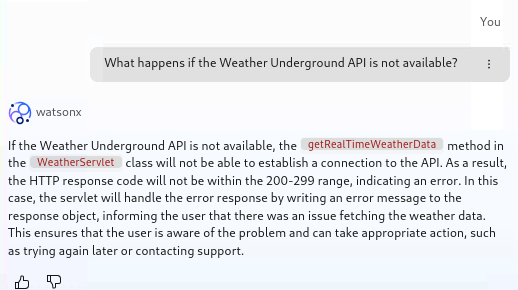 You
What happens if the Weather Underground API is not available?
watsonx
If the Weather Underground API is not available, the getRealTimeWeatherData method in
the WeatherServlet class will not be able to establish a connection to the API. As a result,
the HTTP response code will not be within the 200-299 range, indicating an error. In this
case, the servlet will handle the error response by writing an error message to the
response object, informing the user that there was an issue fetching the weather data.
This ensures that the user is aware of the problem and can take appropriate action, such
as trying again later or contacting support.